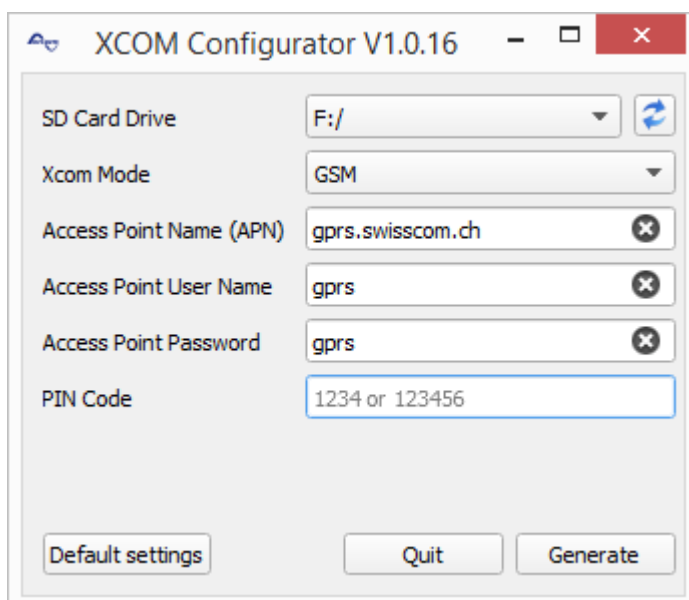 XCOM Configurator V1.0.16
SD Card Drive F:/
Xcom Mode GSM
Access Point Name (APN) gprs.swisscom.ch
Access Point User Name gprs
Access Point Password gprs
PIN Code 1234 or 123456
Default settings Quit Generate